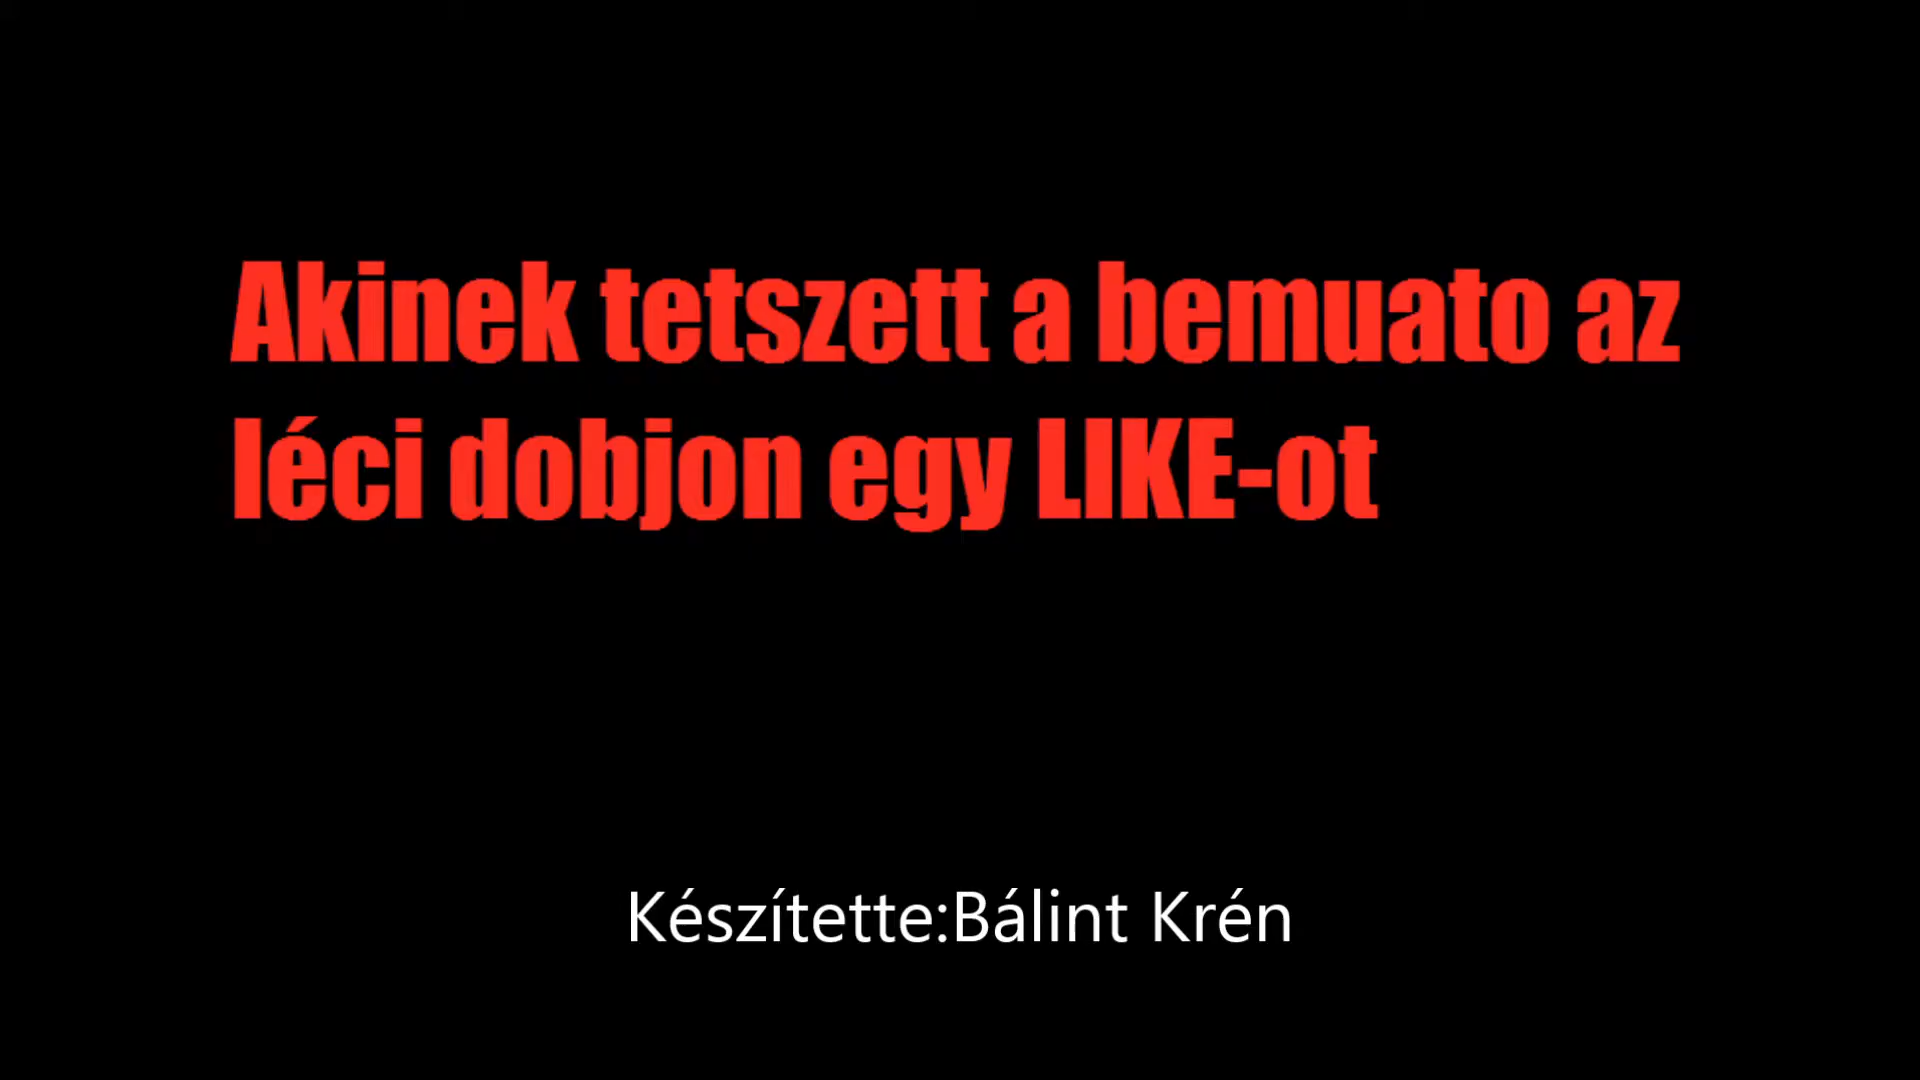 Akinek tetszett a bemuato az
léci dobjon egy LIKE-ot
Készítette:Bálint Krén